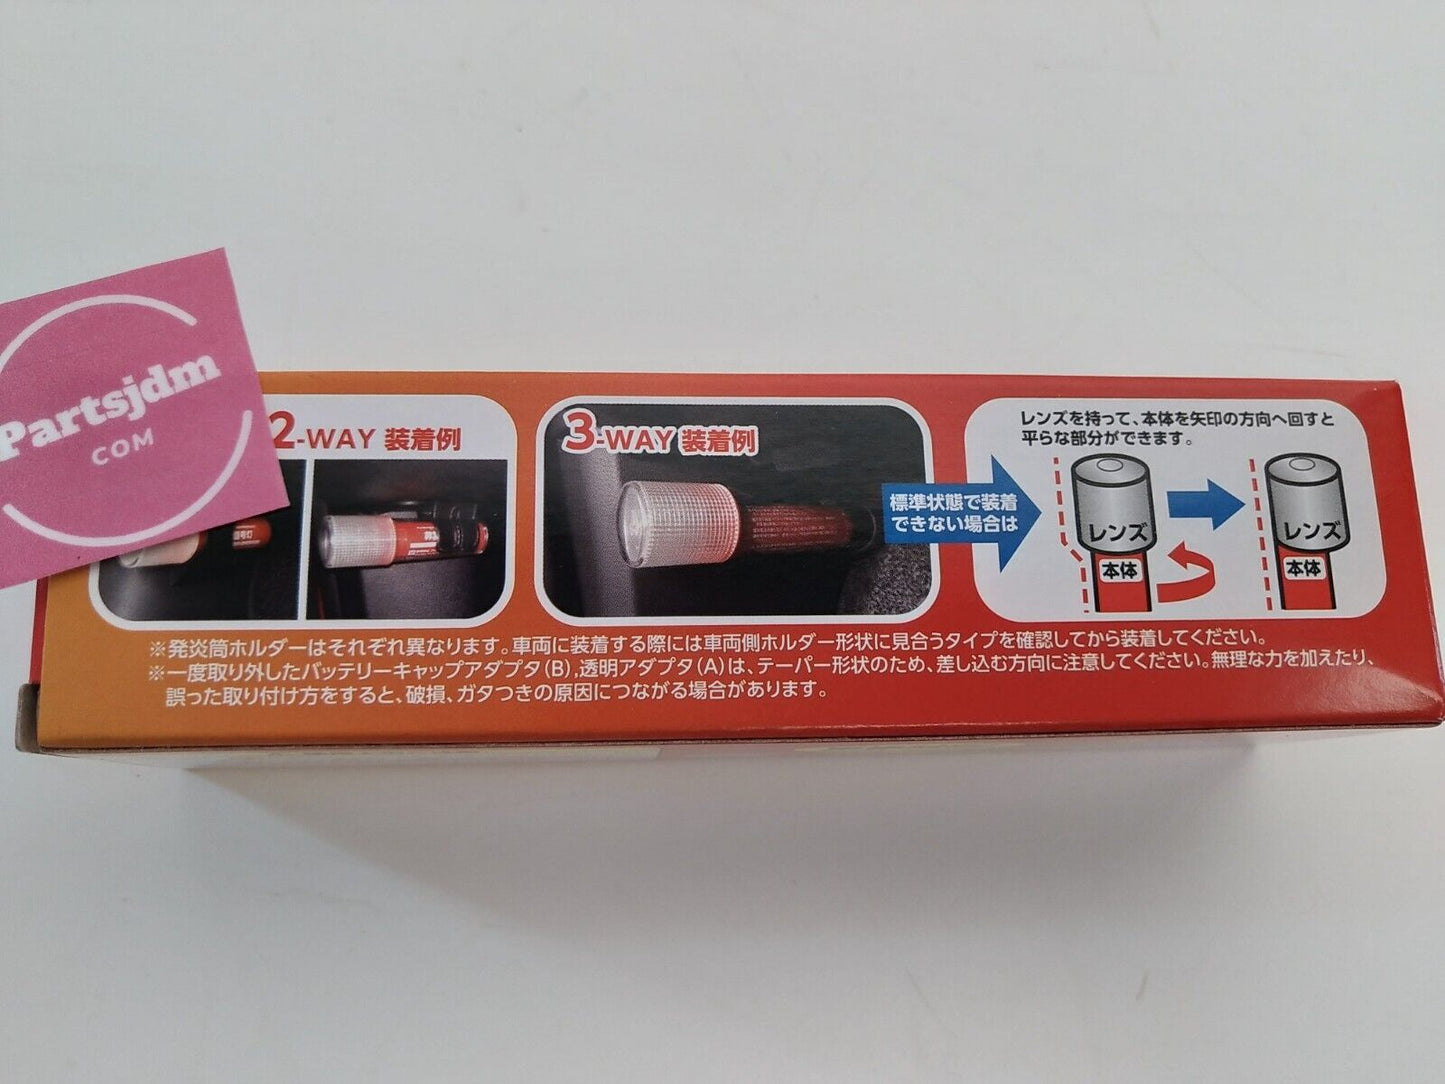 Partsjdm
COM
2-WAY 装着例
3-WAY 装着例
標準状態で装着
できない場合は
レンズを持って、本体を矢印の方向へ回すと
平らな部分ができます。
レンズ
本体
レンズ
本体
※発炎筒ホルダーはそれぞれ異なります。車両に装着する際には車両側ホルダー形状に見合うタイプを確認してから装着してください。
※一度取り外したバッテリーキャップアダプタ(B),透明アダプタ(A)は、テーパー形状のため、差し込む方向に注意してください。無理な力を加えたり、
誤った取り付け方をすると、破損、ガタつきの原因につながる場合があります。